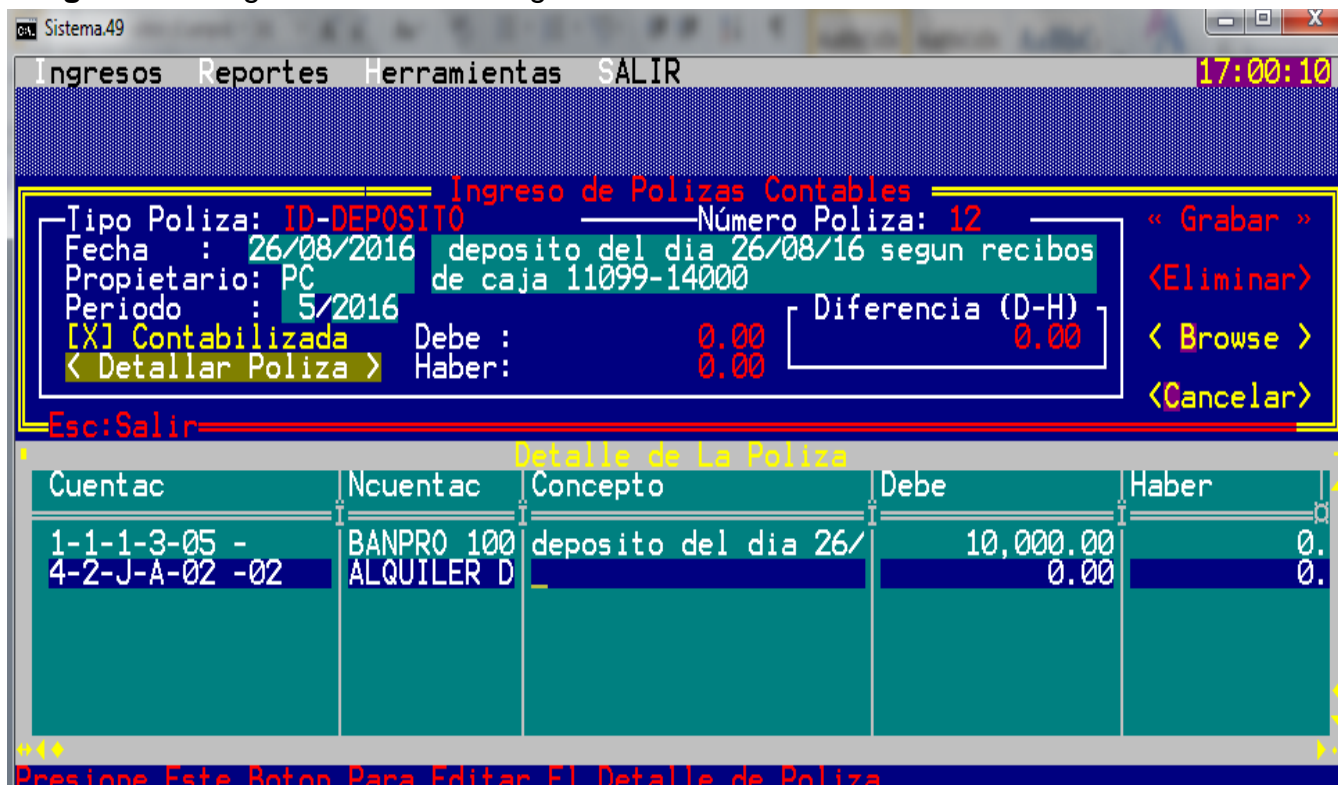 Sistema.49
Ingresos Reportes Herramientas SALIR 17:00:10
Ingreso de Polizas Contables
Tipo Poliza: ID-DEPOSITO Número Poliza: 12 « Grabar »
Fecha : 26/08/2016 deposito del dia 26/08/16 segun recibos
Propietario: PC de caja 11099-14000 <Eliminar>
Periodo : 5/2016 Diferencia (D-H)
[X] Contabilizada Debe : 0.00 0.00 < Browse >
< Detallar Poliza > Haber: 0.00
<Cancelar>
Esc:Salir
Detalle de La Poliza
Cuentac Ncuentac Concepto Debe Haber
1-1-1-3-05 - BANPRO 100 deposito del dia 26/ 10,000.00 0.
4-2-J-A-02 -02 ALQUILER D _ 0.00 0.
Presione Este Boton Para Editar El Detalle de Poliza